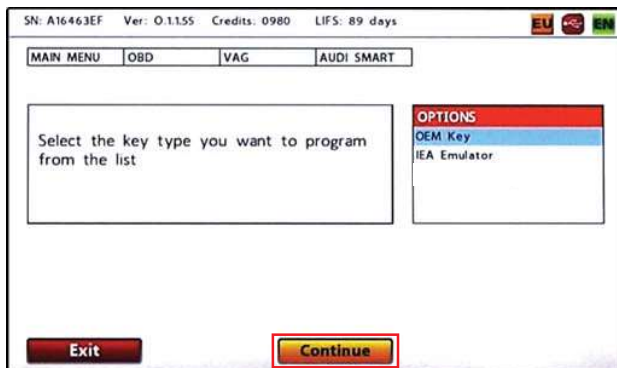 SN: A16463EF Ver: 0.1.1.55 Credits: 0980 LIFS: 89 days EU EN
MAIN MENU OBD VAG AUDI SMART
Select the key type you want to program
from the list
OPTIONS
OEM Key
IEA Emulator
Exit Continue